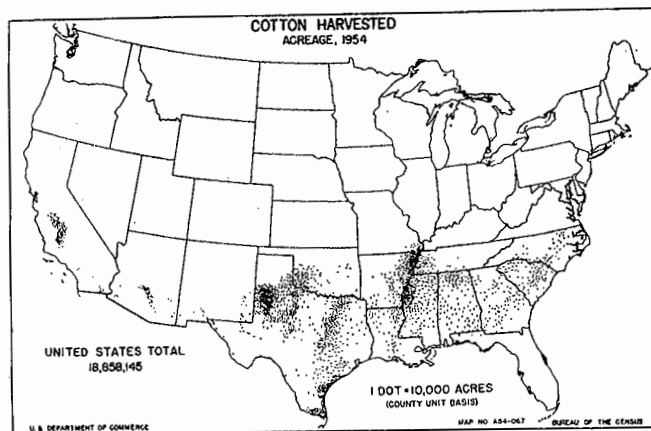 COTTON HARVESTED
ACREAGE, 1954
UNITED STATES TOTAL
18,858,145
1 DOT=10,000 ACRES
(COUNTY UNIT BASIS)
U.S. DEPARTMENT OF COMMERCE
MAP NO. A54-067
BUREAU OF THE CENSUS